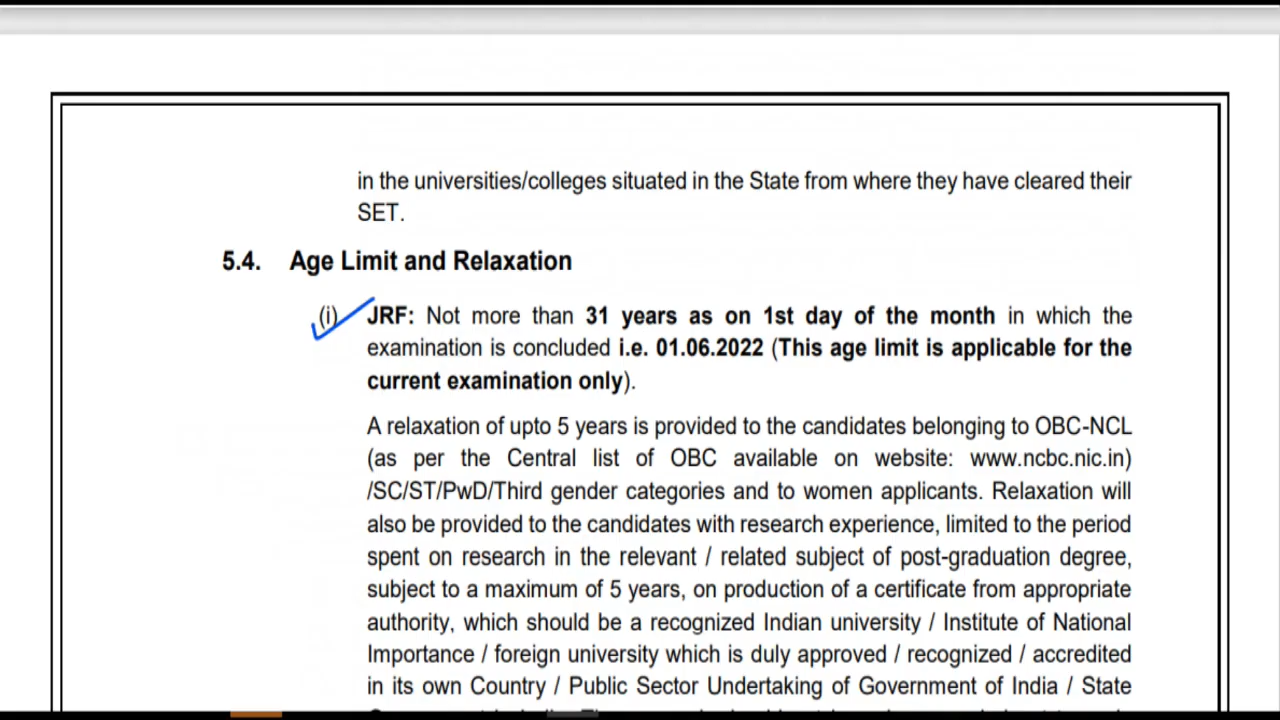 in the universities/colleges situated in the State from where they have cleared their
SET.
5.4. Age Limit and Relaxation
(i) JRF: Not more than 31 years as on 1st day of the month in which the
examination is concluded i.e. 01.06.2022 (This age limit is applicable for the
current examination only).
A relaxation of upto 5 years is provided to the candidates belonging to OBC-NCL
(as per the Central list of OBC available on website: www.ncbc.nic.in)
/SC/ST/PwD/Third gender categories and to women applicants. Relaxation will
also be provided to the candidates with research experience, limited to the period
spent on research in the relevant / related subject of post-graduation degree,
subject to a maximum of 5 years, on production of a certificate from appropriate
authority, which should be a recognized Indian university / Institute of National
Importance / foreign university which is duly approved / recognized / accredited
in its own Country / Public Sector Undertaking of Government of India / State